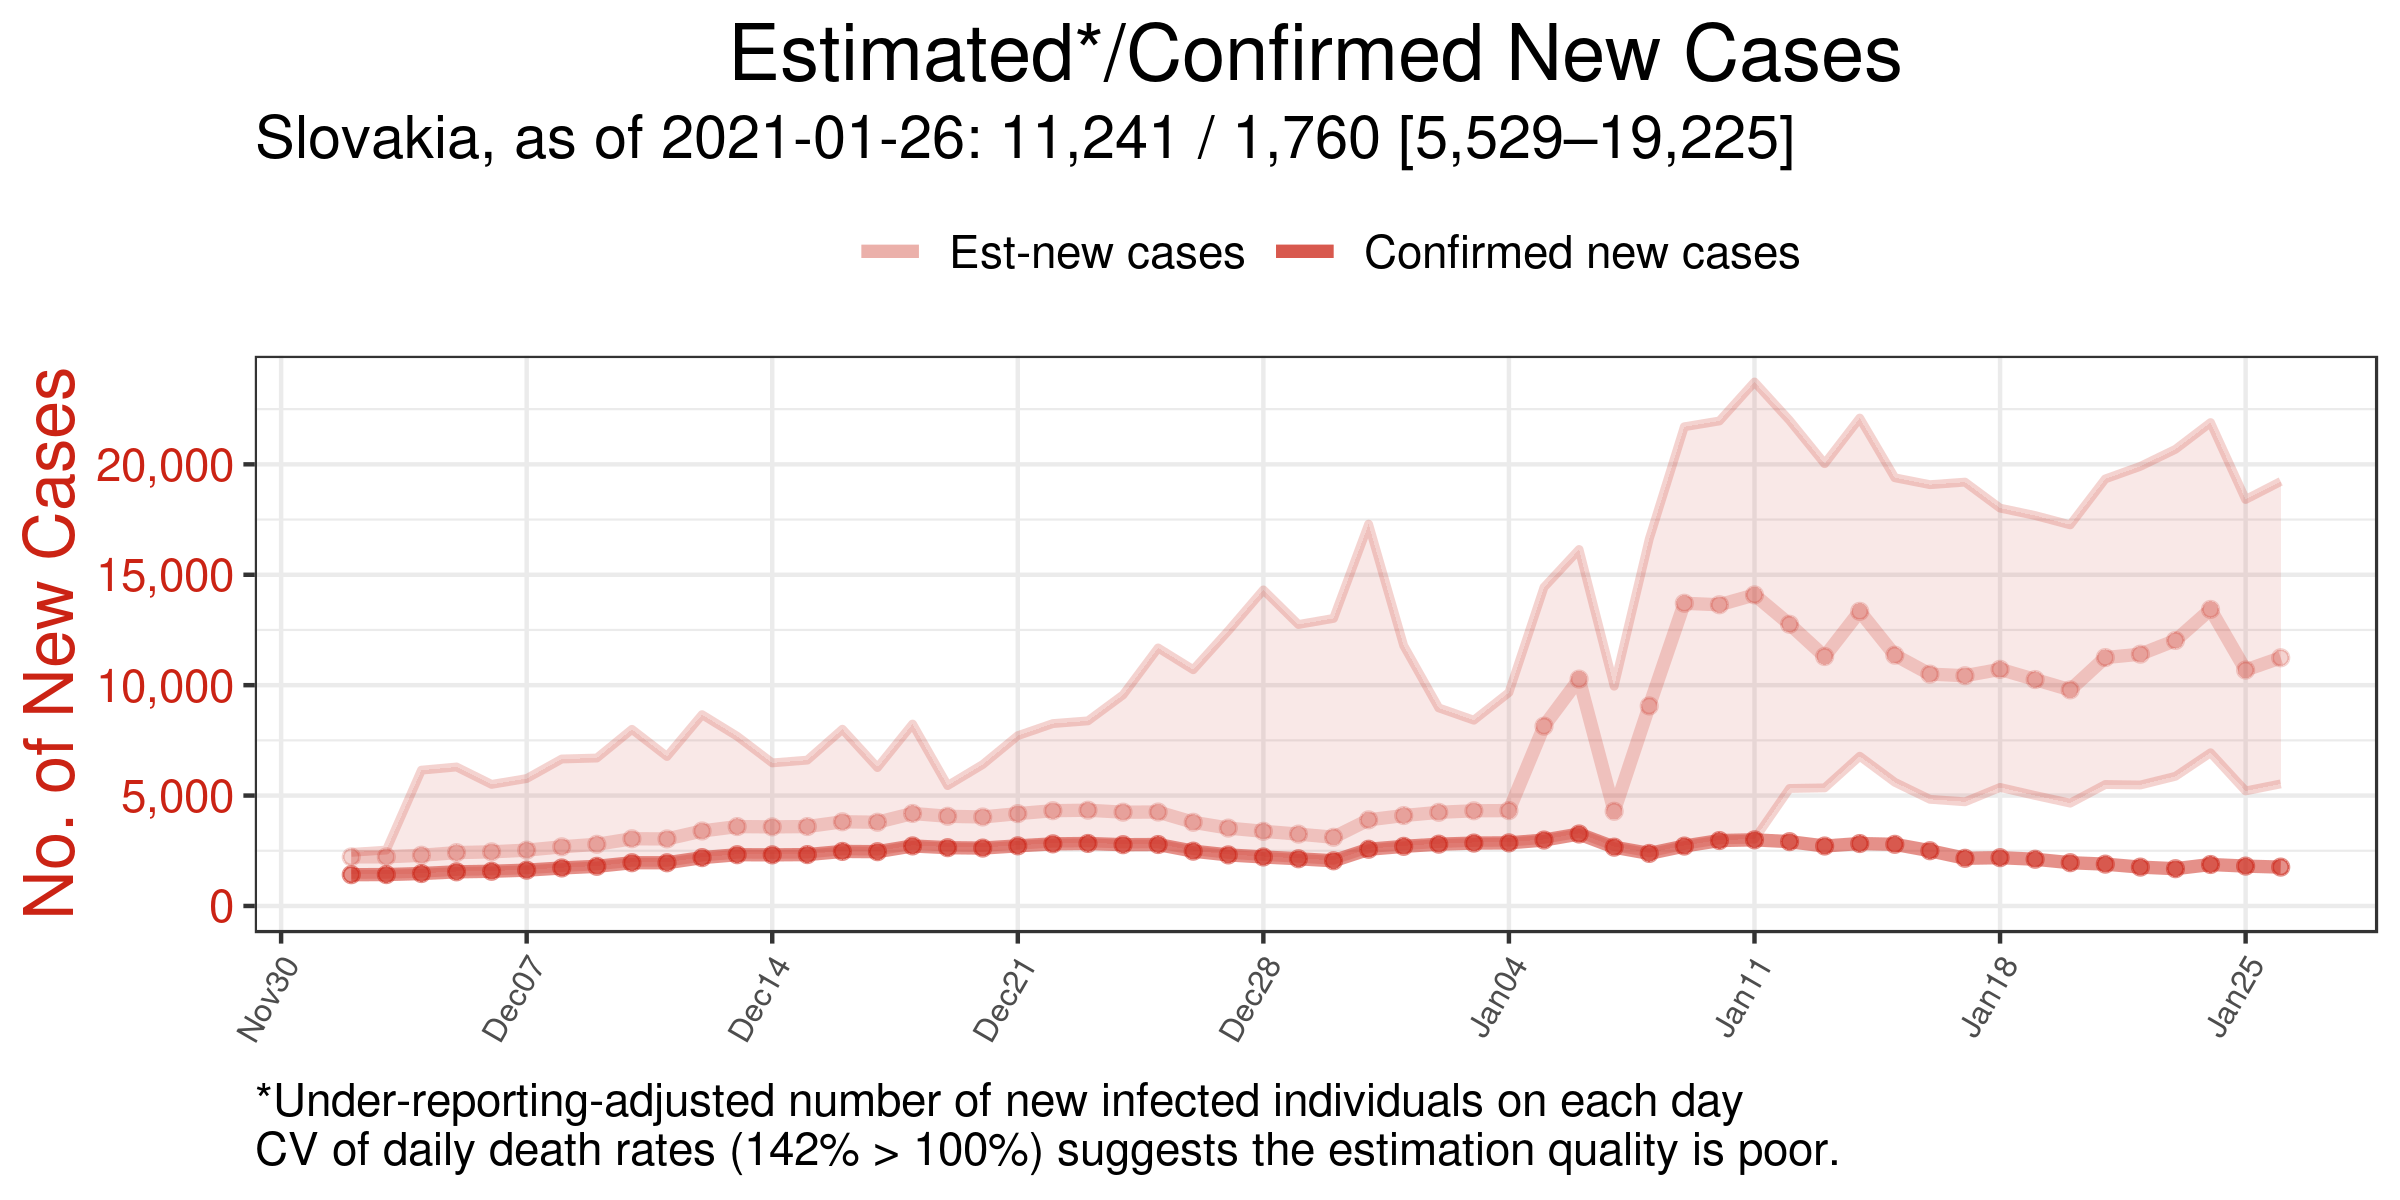 Estimated*/Confirmed New Cases
Slovakia, as of 2021-01-26: 11,241 / 1,760 [5,529–19,225]
Est-new cases Confirmed new cases
No. of New Cases
20,000
15,000
10,000
5,000
0
Nov30 Dec07 Dec14 Dec21 Dec28 Jan04 Jan11 Jan18 Jan25
*Under-reporting-adjusted number of new infected individuals on each day
CV of daily death rates (142% > 100%) suggests the estimation quality is poor.